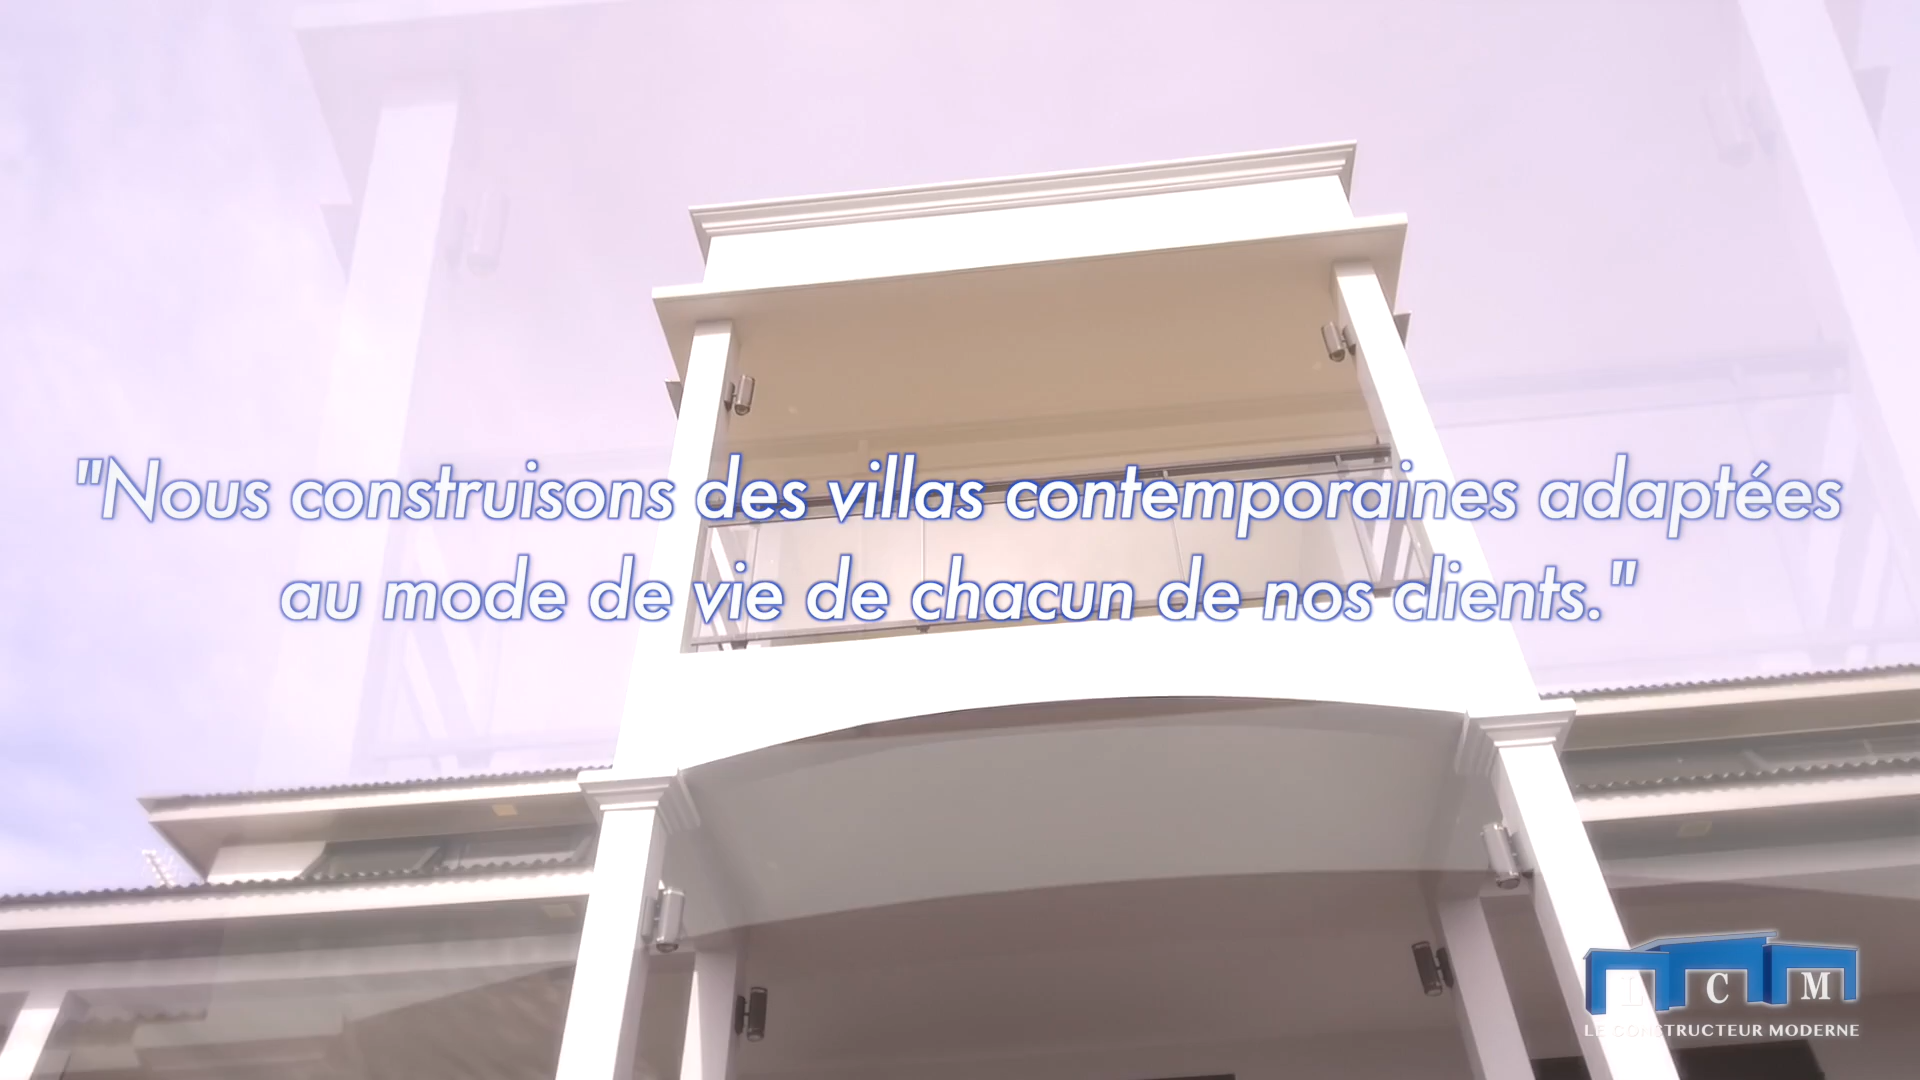 "Nous construisons des villas contemporaines adaptées
au mode de vie de chacun de nos clients."
L C M
LE CONSTRUCTEUR MODERNE